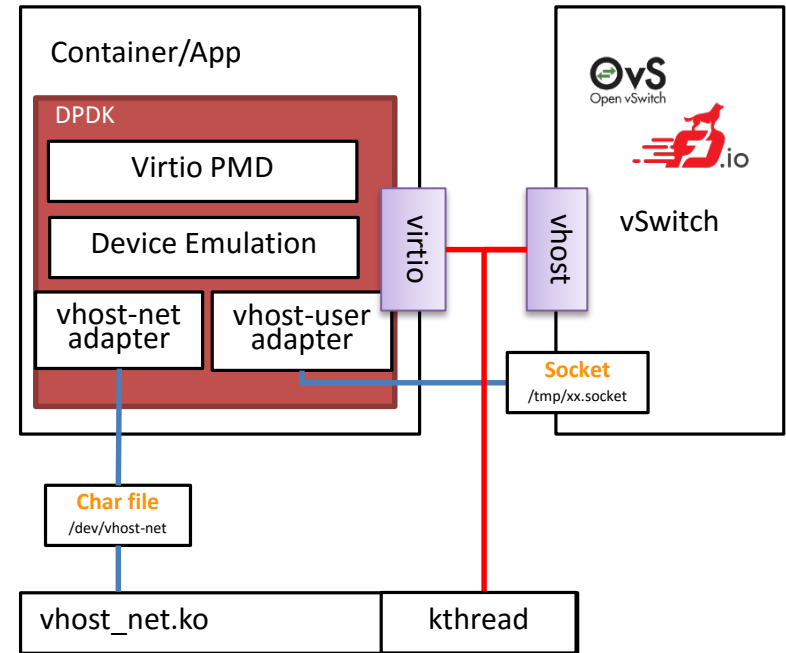 Container/App
DPDK
Virtio PMD
Device Emulation
vhost-net
adapter
vhost-user
adapter
virtio
vhost
OvS
Open vSwitch
.io
vSwitch
Socket
/tmp/xx.socket
Char file
/dev/vhost-net
vhost_net.ko
kthread